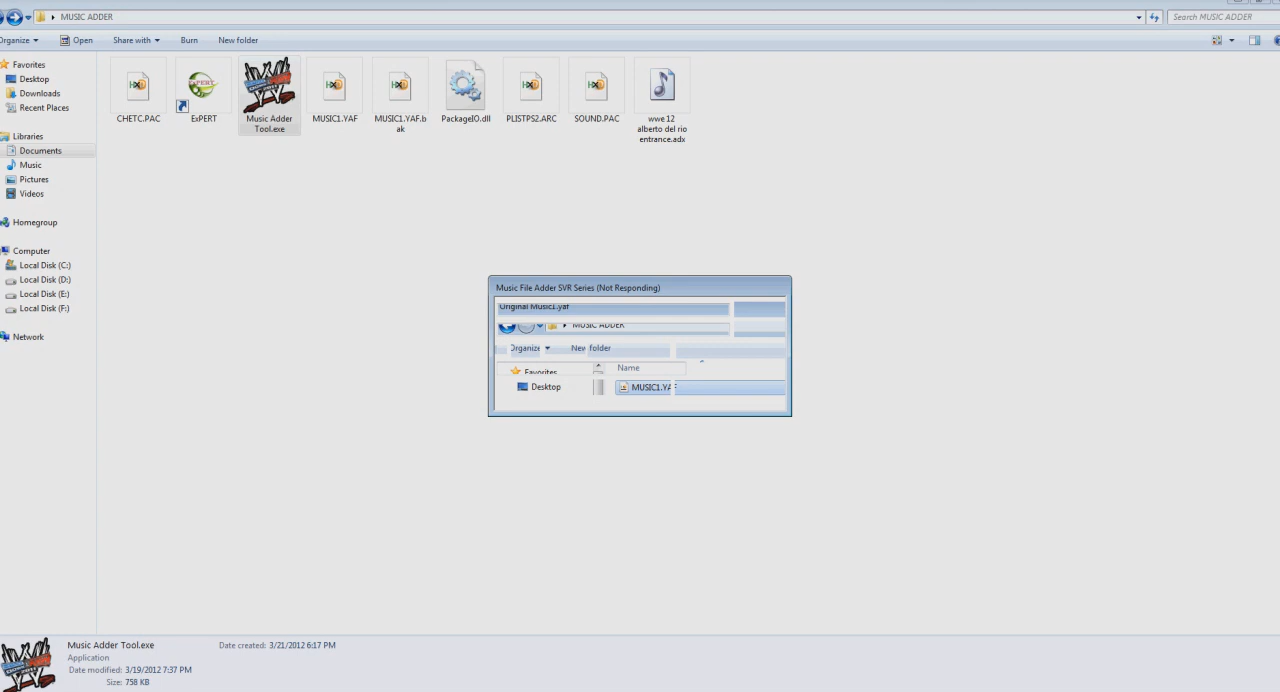 MUSIC ADDER
Search MUSIC ADDER
Organize
Open
Share with
Burn
New folder
Favorites
Desktop
Downloads
Recent Places
Libraries
Documents
Music
Pictures
Videos
Homegroup
Computer
Local Disk (C:)
Local Disk (D:)
Local Disk (E:)
Local Disk (F:)
Network
CHETC.PAC
ExPERT
Music Adder
Tool.exe
MUSIC1.YAF
MUSIC1.YAF.b
ak
PackageIO.dll
PLISTPS2.ARC
SOUND.PAC
wwe 12
alberto del rio
entrance.adx
Music File Adder SVR Series (Not Responding)
Original Music1.yaf
MUSIC ADDER
Organize
New folder
Favorites
Name
Desktop
MUSIC1.YAF
Music Adder Tool.exe
Date created: 3/21/2012 6:17 PM
Application
Date modified: 3/19/2012 7:37 PM
Size: 758 KB